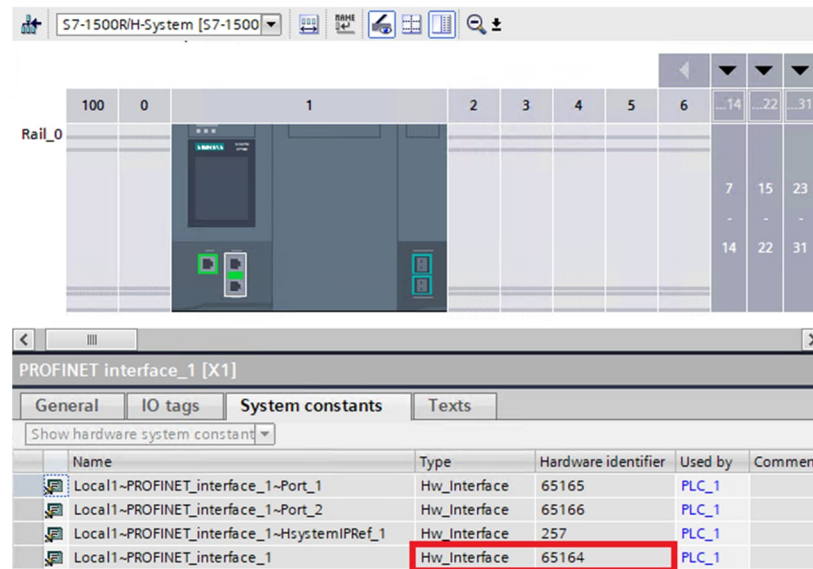 S7-1500R/H-System [S7-1500
NAME
100 0 1 2 3 4 5 6 ...14 ...22 ...31
Rail_0
SIEMENS
7 15 23
- - -
14 22 31
PROFINET interface_1 [X1]
General IO tags System constants Texts
Show hardware system constant
Name Type Hardware identifier Used by Commen
Local1~PROFINET_interface_1~Port_1 Hw_Interface 65165 PLC_1
Local1~PROFINET_interface_1~Port_2 Hw_Interface 65166 PLC_1
Local1~PROFINET_interface_1~HsystemIPRef_1 Hw_Interface 257 PLC_1
Local1~PROFINET_interface_1 Hw_Interface 65164 PLC_1